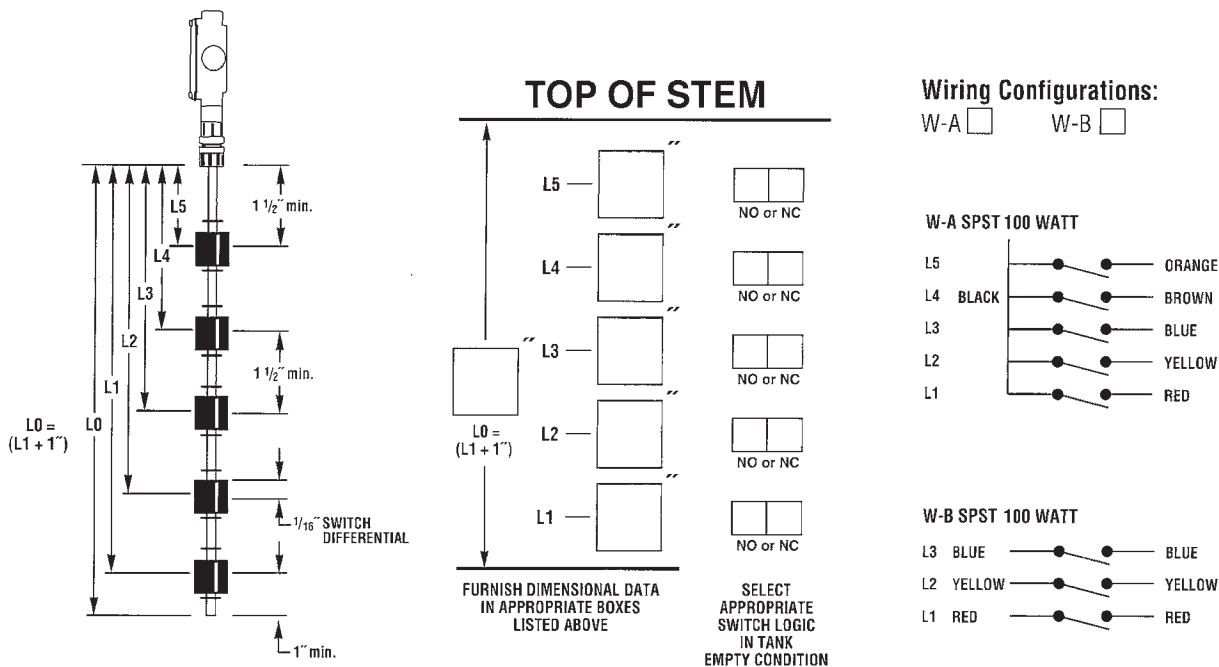 L5
1 1/2" min.
L4
L3
L2
1 1/2" min.
L1
L0
L0 =
(L1 + 1")
1/16" SWITCH
DIFFERENTIAL
1" min.
TOP OF STEM
L5 — "
NO or NC
L4 — "
NO or NC
L3 — "
NO or NC
"
L0 =
(L1 + 1")
L2 — "
NO or NC
L1 — "
NO or NC
FURNISH DIMENSIONAL DATA
IN APPROPRIATE BOXES
LISTED ABOVE
SELECT
APPROPRIATE
SWITCH LOGIC
IN TANK
EMPTY CONDITION
Wiring Configurations:
W-A W-B
W-A SPST 100 WATT
L5 ORANGE
L4 BLACK BROWN
L3 BLUE
L2 YELLOW
L1 RED
W-B SPST 100 WATT
L3 BLUE BLUE
L2 YELLOW YELLOW
L1 RED RED